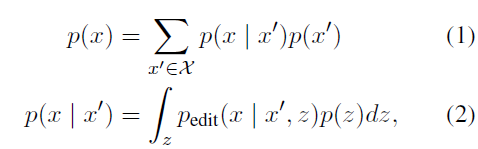 p(x) = ∑_{x′∈𝒳} p(x | x′)p(x′) (1)
p(x | x′) = ∫_z p_edit(x | x′, z)p(z)dz, (2)